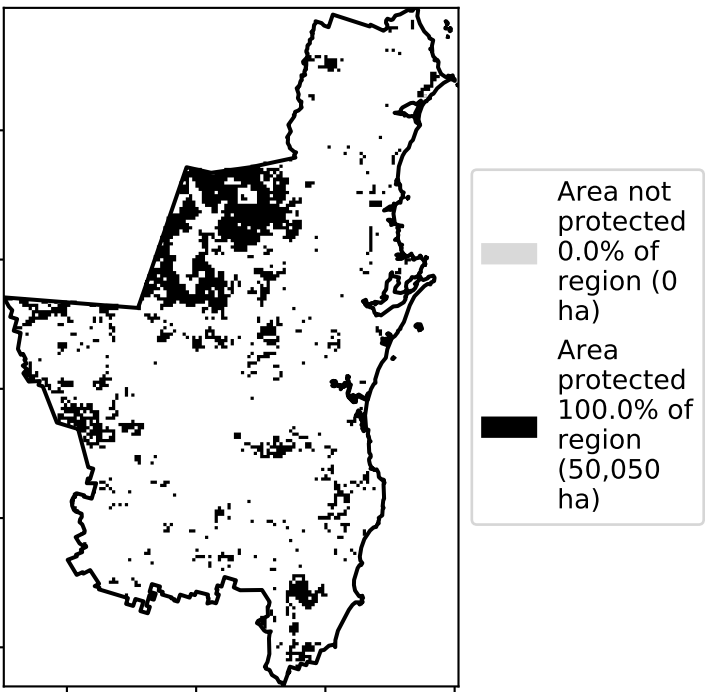 Area not
protected
0.0% of
region (0
ha)
Area
protected
100.0% of
region
(50,050
ha)